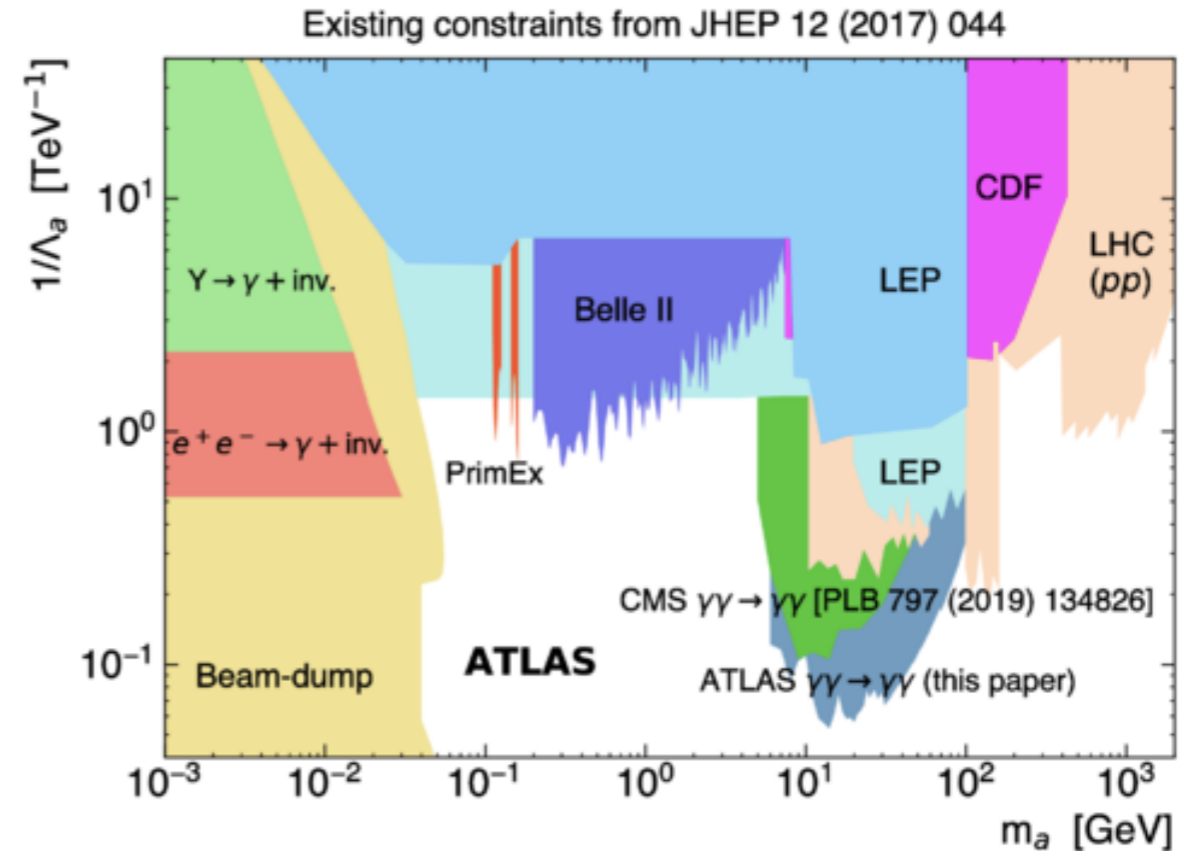 Existing constraints from JHEP 12 (2017) 044
1/Λₐ [TeV⁻¹]
10¹
10⁰
10⁻¹
CDF
LHC
(pp)
Υ → γ + inv.
LEP
Belle II
e⁺e⁻ → γ + inv.
PrimEx
LEP
CMS γγ → γγ [PLB 797 (2019) 134826]
Beam-dump
ATLAS
ATLAS γγ → γγ (this paper)
10⁻³ 10⁻² 10⁻¹ 10⁰ 10¹ 10² 10³
mₐ [GeV]